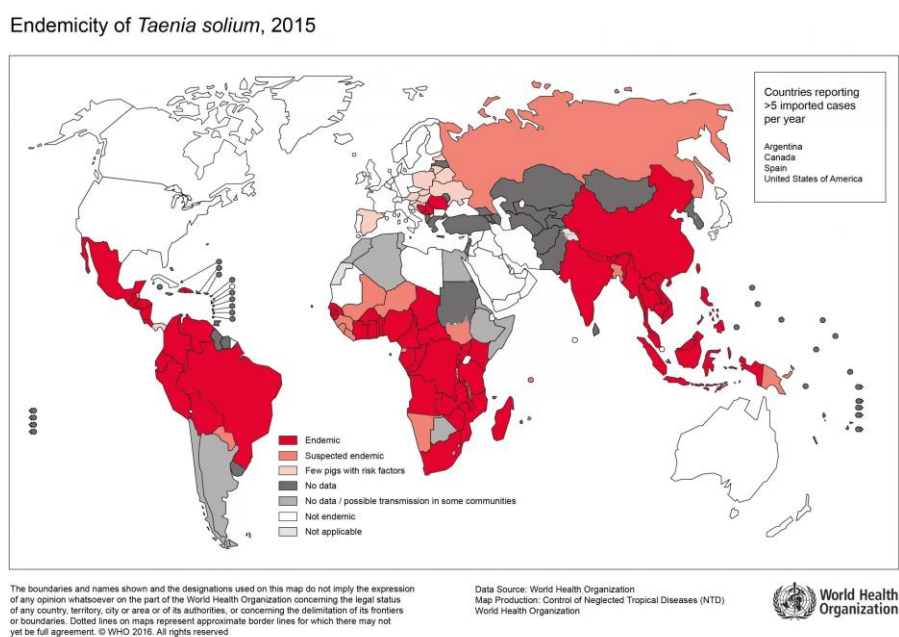 Endemicity of Taenia solium, 2015
Countries reporting
>5 imported cases
per year
Argentina
Canada
Spain
United States of America
Endemic
Suspected endemic
Few pigs with risk factors
No data
No data / possible transmission in some communities
Not endemic
Not applicable
The boundaries and names shown and the designations used on this map do not imply the expression
of any opinion whatsoever on the part of the World Health Organization concerning the legal status
of any country, territory, city or area or of its authorities, or concerning the delimitation of its frontiers
or boundaries. Dotted lines on maps represent approximate border lines for which there may not
yet be full agreement. © WHO 2016. All rights reserved
Data Source: World Health Organization
Map Production: Control of Neglected Tropical Diseases (NTD)
World Health Organization
World Health
Organization